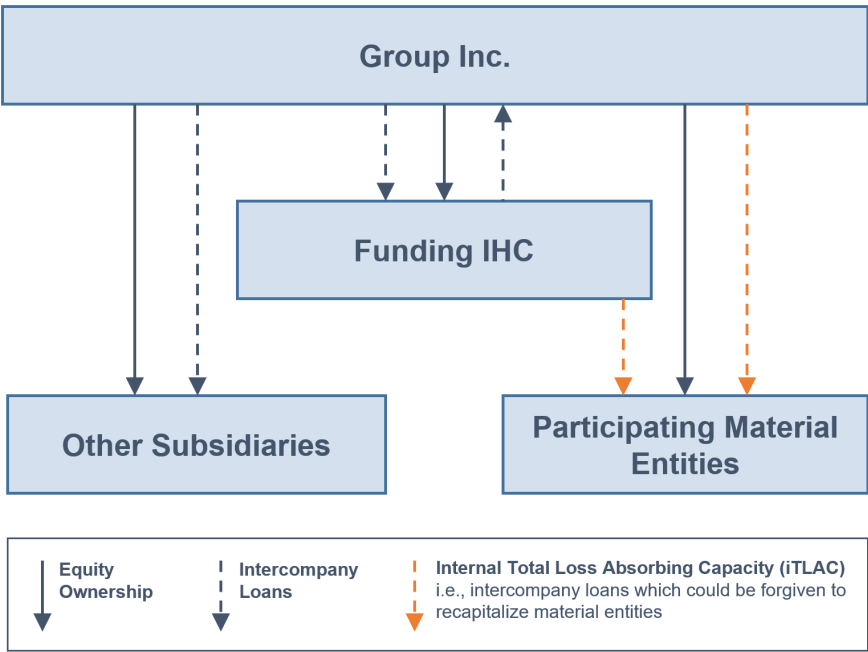 Group Inc.
Funding IHC
Other Subsidiaries
Participating Material
Entities
Equity
Ownership
Intercompany
Loans
Internal Total Loss Absorbing Capacity (iTLAC)
i.e., intercompany loans which could be forgiven to
recapitalize material entities